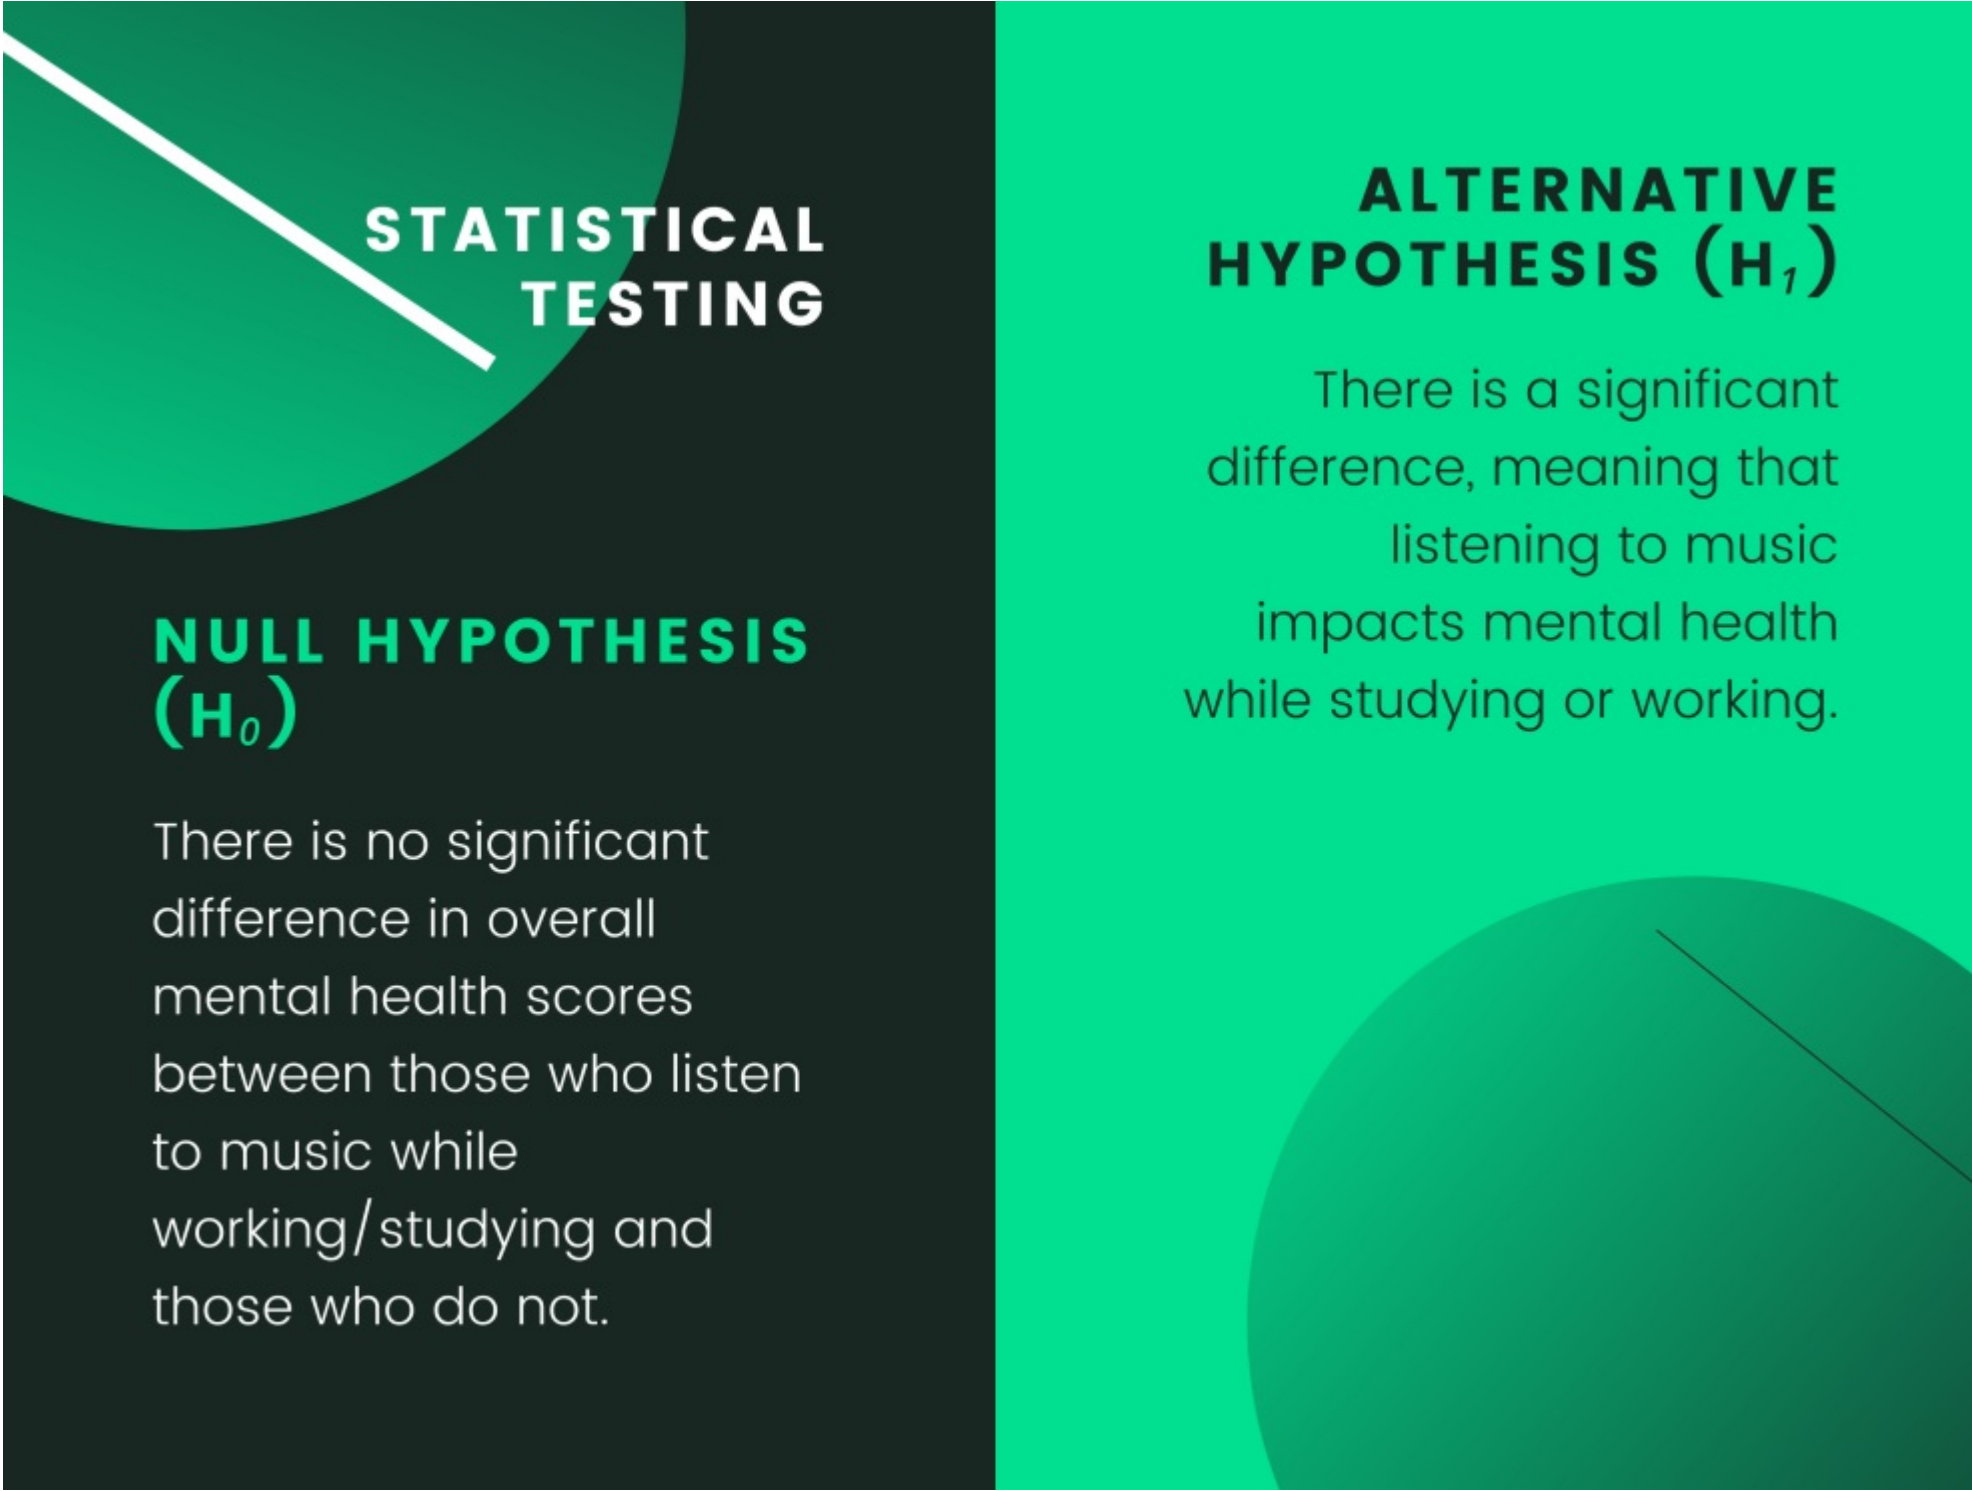 STATISTICAL
TESTING
NULL HYPOTHESIS
(H₀)
There is no significant
difference in overall
mental health scores
between those who listen
to music while
working/studying and
those who do not.
ALTERNATIVE
HYPOTHESIS (H₁)
There is a significant
difference, meaning that
listening to music
impacts mental health
while studying or working.